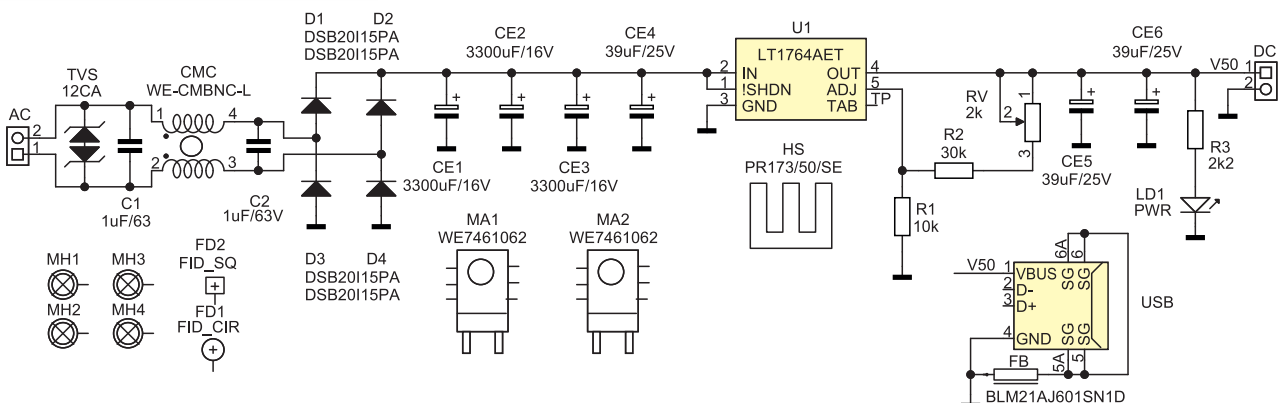 D1 D2
DSB20I15PA
DSB20I15PA
CE2
3300uF/16V
CE4
39uF/25V
U1
LT1764AET
2 IN OUT 4
1 !SHDN ADJ 5
3 GND TAB TP
CE6
39uF/25V
V50
DC
1
2
TVS
12CA
CMC
WE-CMBNC-L
AC
2
1
1 4
2 3
C1
1uF/63
C2
1uF/63V
CE1
3300uF/16V
CE3
3300uF/16V
RV
2k
1
2
3
R2
30k
R1
10k
CE5
39uF/25V
R3
2k2
LD1
PWR
HS
PR173/50/SE
D3 D4
DSB20I15PA
DSB20I15PA
MA1
WE7461062
MA2
WE7461062
MH1 MH3
MH2 MH4
FD2
FID_SQ
FD1
FID_CIR
V50
1 VBUS
2 D-
3 D+
4 GND
6A 6
SG SG
SG SG
5A 5
USB
FB
BLM21AJ601SN1D